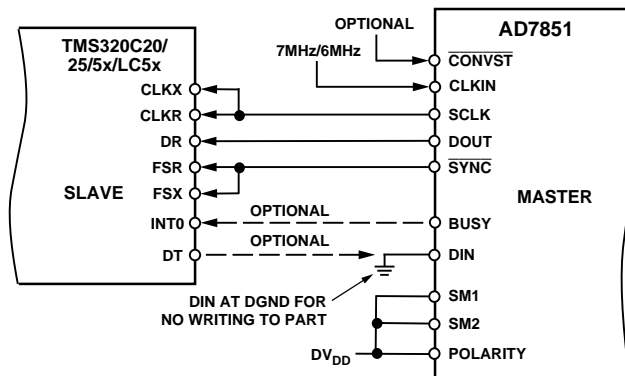 OPTIONAL
AD7851
TMS320C20/
25/5x/LC5x
7MHz/6MHz
CONVST
CLKIN
CLKX
CLKR
SCLK
DR
DOUT
FSR
SYNC
FSX
SLAVE
MASTER
INT0
OPTIONAL
BUSY
DT
OPTIONAL
DIN
DIN AT DGND FOR
NO WRITING TO PART
SM1
SM2
DVDD
POLARITY